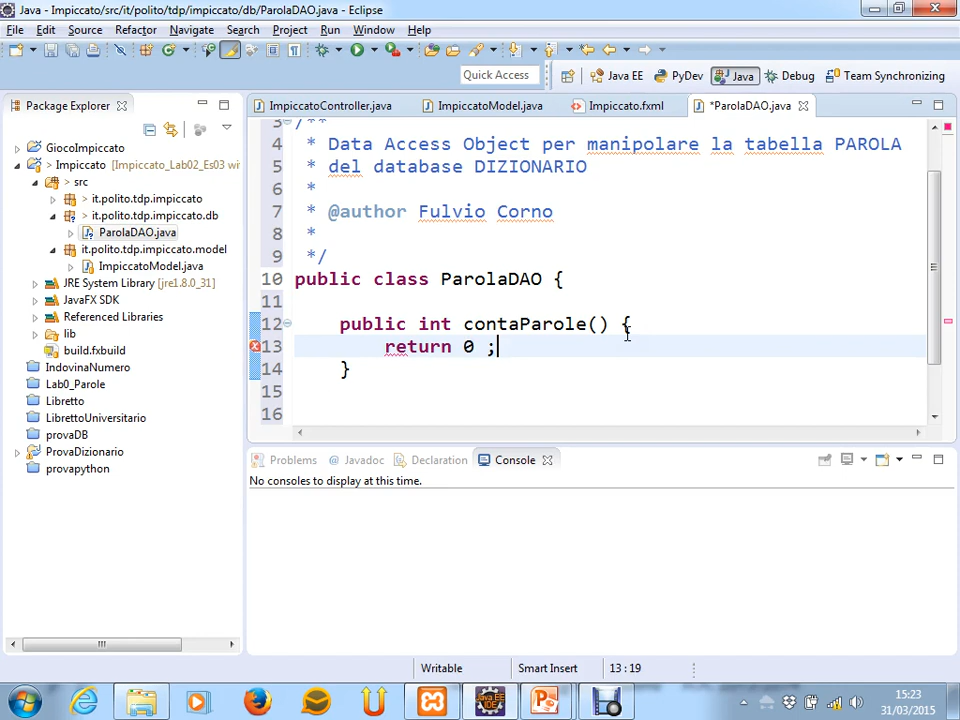 Java - Impiccato/src/it/polito/tdp/impiccato/db/ParolaDAO.java - Eclipse
File Edit Source Refactor Navigate Search Project Run Window Help
Quick Access Java EE PyDev Java Debug Team Synchronizing
Package Explorer
GiocoImpiccato
> Impiccato [Impiccato_Lab02_Es03 wi
> src
> it.polito.tdp.impiccato
> it.polito.tdp.impiccato.db
ParolaDAO.java
it.polito.tdp.impiccato.model
ImpiccatoModel.java
JRE System Library [jre1.8.0_31]
JavaFX SDK
Referenced Libraries
lib
build.fxbuild
IndovinaNumero
Lab0_Parole
Libretto
LibrettoUniversitario
provaDB
ProvaDizionario
provapython
ImpiccatoController.java ImpiccatoModel.java Impiccato.fxml *ParolaDAO.java
3 /**
4 * Data Access Object per manipolare la tabella PAROLA
5 * del database DIZIONARIO
6 *
7 * @author Fulvio Corno
8 *
9 */
10 public class ParolaDAO {
11
12 public int contaParole() {
13 return 0 ;
14 }
15
16
Problems Javadoc Declaration Console
No consoles to display at this time.
Writable Smart Insert 13 : 19
15:23
31/03/2015